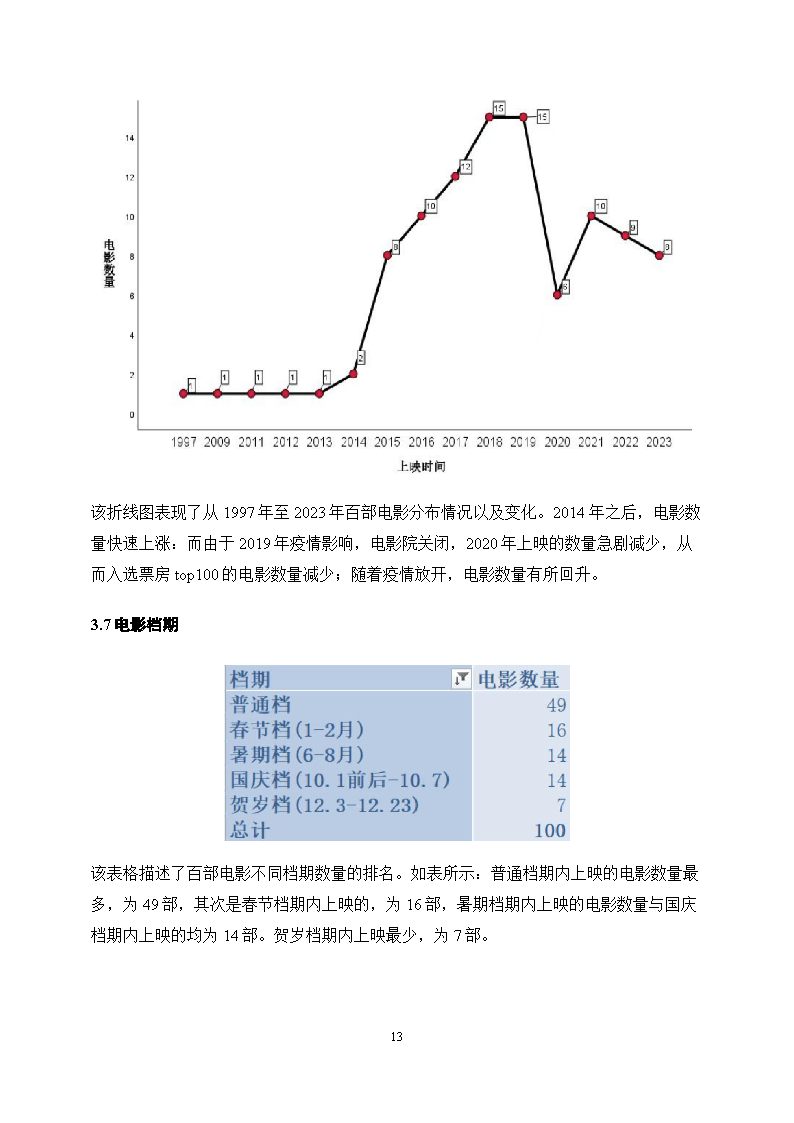 15
15
14
12
12
10
10
10
9
电影数量
8
8
8
6
6
4
2
2
1
1
1
1
1
0
1997 2009 2011 2012 2013 2014 2015 2016 2017 2018 2019 2020 2021 2022 2023
上映时间
该折线图表现了从 1997 年至 2023 年百部电影分布情况以及变化。2014 年之后，电影数
量快速上涨：而由于 2019 年疫情影响，电影院关闭，2020 年上映的数量急剧减少，从
而入选票房 top100 的电影数量减少；随着疫情放开，电影数量有所回升。
3.7 电影档期
档期 电影数量
普通档 49
春节档(1-2月) 16
暑期档(6-8月) 14
国庆档(10.1前后-10.7) 14
贺岁档(12.3-12.23) 7
总计 100
该表格描述了百部电影不同档期数量的排名。如表所示：普通档期内上映的电影数量最
多，为 49 部，其次是春节档期内上映的，为 16 部，暑期档期内上映的电影数量与国庆
档期内上映的均为 14 部。贺岁档期内上映最少，为 7 部。
13